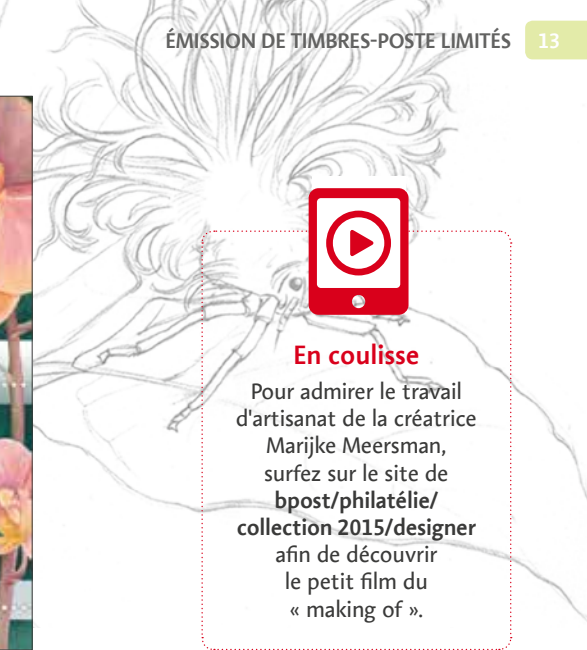 ÉMISSION DE TIMBRES-POSTE LIMITÉS 13
En coulisse
Pour admirer le travail
d'artisanat de la créatrice
Marijke Meersman,
surfez sur le site de
bpost/philatélie/
collection 2015/designer
afin de découvrir
le petit film du
« making of ».